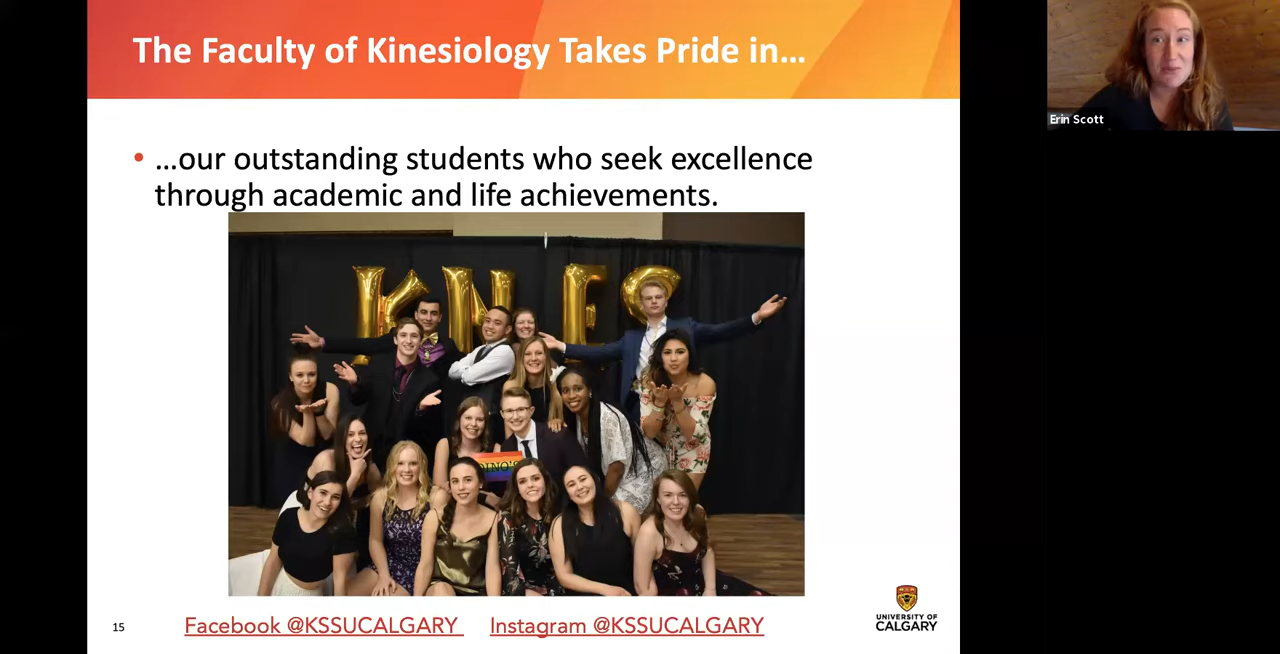 The Faculty of Kinesiology Takes Pride in...
Erin Scott
• ...our outstanding students who seek excellence
through academic and life achievements.
KNES
DINO'S
15
Facebook @KSSUCALGARY Instagram @KSSUCALGARY
UNIVERSITY OF
CALGARY